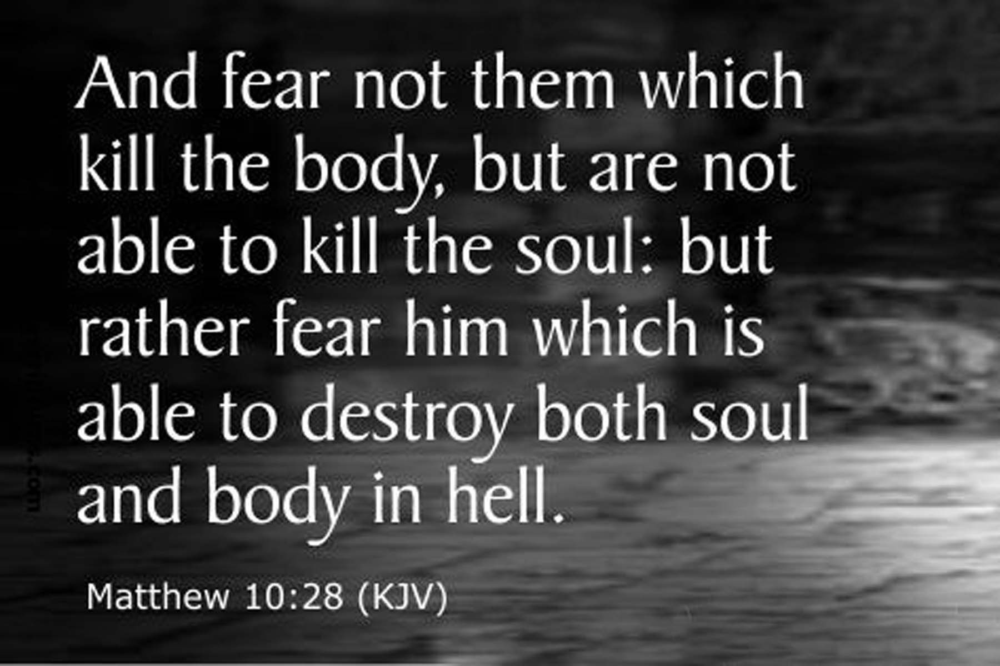 And fear not them which
kill the body, but are not
able to kill the soul: but
rather fear him which is
able to destroy both soul
and body in hell.
Matthew 10:28 (KJV)